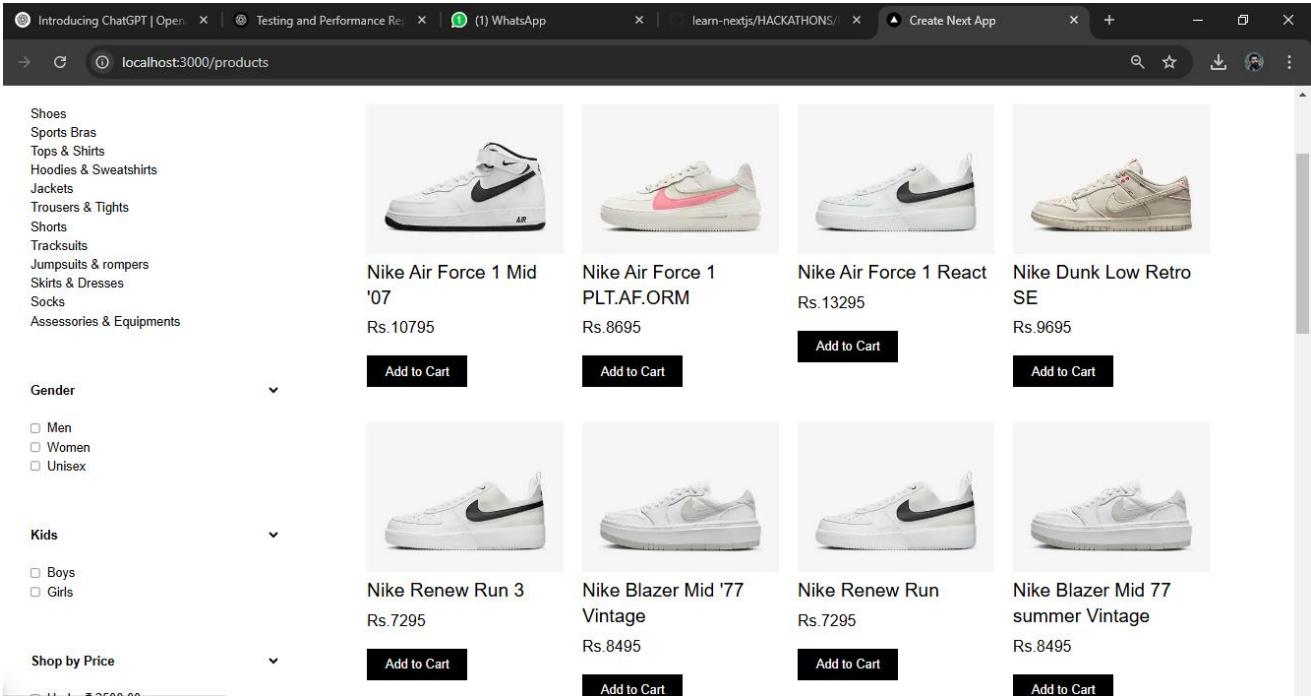 Introducing ChatGPT | Open
Testing and Performance Re
(1) WhatsApp
learn-nextjs/HACKATHONS/
Create Next App
localhost:3000/products
Shoes
Sports Bras
Tops & Shirts
Hoodies & Sweatshirts
Jackets
Trousers & Tights
Shorts
Tracksuits
Jumpsuits & rompers
Skirts & Dresses
Socks
Assessories & Equipments
Gender
Men
Women
Unisex
Kids
Boys
Girls
Shop by Price
AIR
Nike Air Force 1 Mid
'07
Rs.10795
Add to Cart
Nike Air Force 1
PLT.AF.ORM
Rs.8695
Add to Cart
Nike Air Force 1 React
Rs.13295
Add to Cart
Nike Dunk Low Retro
SE
Rs.9695
Add to Cart
Nike Renew Run 3
Rs.7295
Add to Cart
Nike Blazer Mid '77
Vintage
Rs.8495
Add to Cart
Nike Renew Run
Rs.7295
Add to Cart
Nike Blazer Mid 77
summer Vintage
Rs.8495
Add to Cart